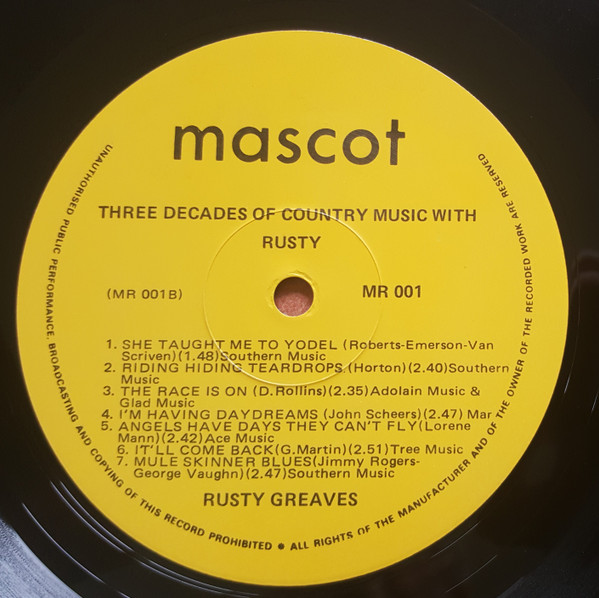 mascot
THREE DECADES OF COUNTRY MUSIC WITH
RUSTY
(MR 001B) MR 001
1. SHE TAUGHT ME TO YODEL (Roberts-Emerson-Van
Scriven)(1.48)Southern Music
2. RIDING HIDING TEARDROPS (Horton)(2.40)Southern
Music
3. THE RACE IS ON (D.Rollins)(2.35)Adolain Music &
Glad Music
4. I'M HAVING DAYDREAMS (John Scheers)(2.47) Mar
5. ANGELS HAVE DAYS THEY CAN'T FLY(Lorene
Mann)(2.42)Ace Music
6. IT'LL COME BACK(G.Martin)(2.51)Tree Music
7. MULE SKINNER BLUES(Jimmy Rogers-
George Vaughn)(2.47)Southern Music
RUSTY GREAVES
UNAUTHORISED PUBLIC PERFORMANCE, BROADCASTING AND COPYING OF THIS RECORD PROHIBITED ● ALL RIGHTS OF THE MANUFACTURER AND OF THE OWNER OF THE RECORDED WORK ARE RESERVED